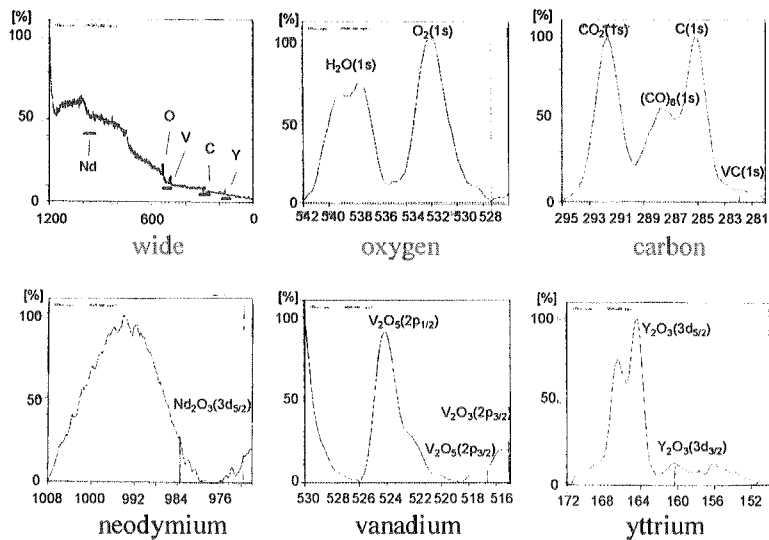 [%]
100
50
0
O
V
C
Y
Nd
1200
600
0
wide
[%]
100
50
0
O₂(1s)
H₂O(1s)
542
540
538
534
532
530
528
oxygen
[%]
100
50
0
CO₂(1s)
C(1s)
(CO)₆(1s)
VC(1s)
295
293
291
289
287
285
283
281
carbon
[%]
100
50
0
Nd₂O₃(3d₅/₂)
1008
1000
992
984
976
neodymium
[%]
100
50
0
V₂O₅(2p₁/₂)
V₂O₃(2p₃/₂)
V₂O₅(2p₃/₂)
530
528
526
524
522
520
518
516
vanadium
[%]
100
50
0
Y₂O₃(3d₅/₂)
Y₂O₃(3d₃/₂)
172
168
164
160
156
152
yttrium